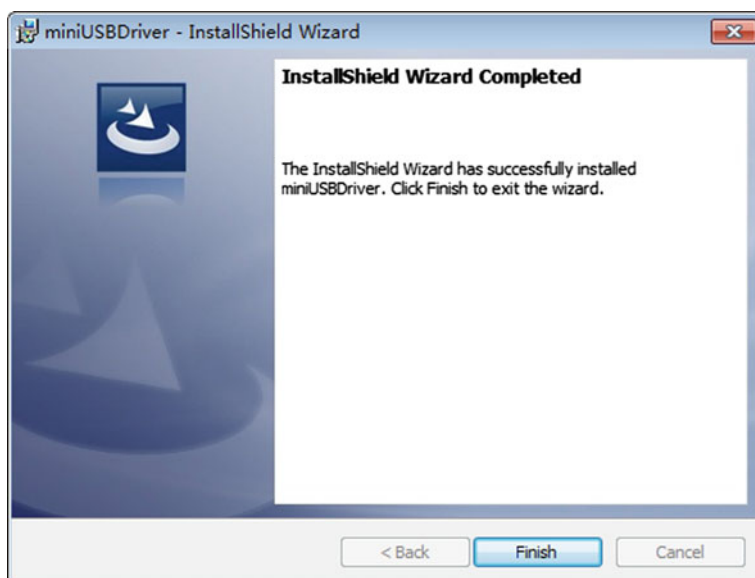 miniUSBDriver - InstallShield Wizard
InstallShield Wizard Completed
The InstallShield Wizard has successfully installed
miniUSBDriver. Click Finish to exit the wizard.
< Back
Finish
Cancel